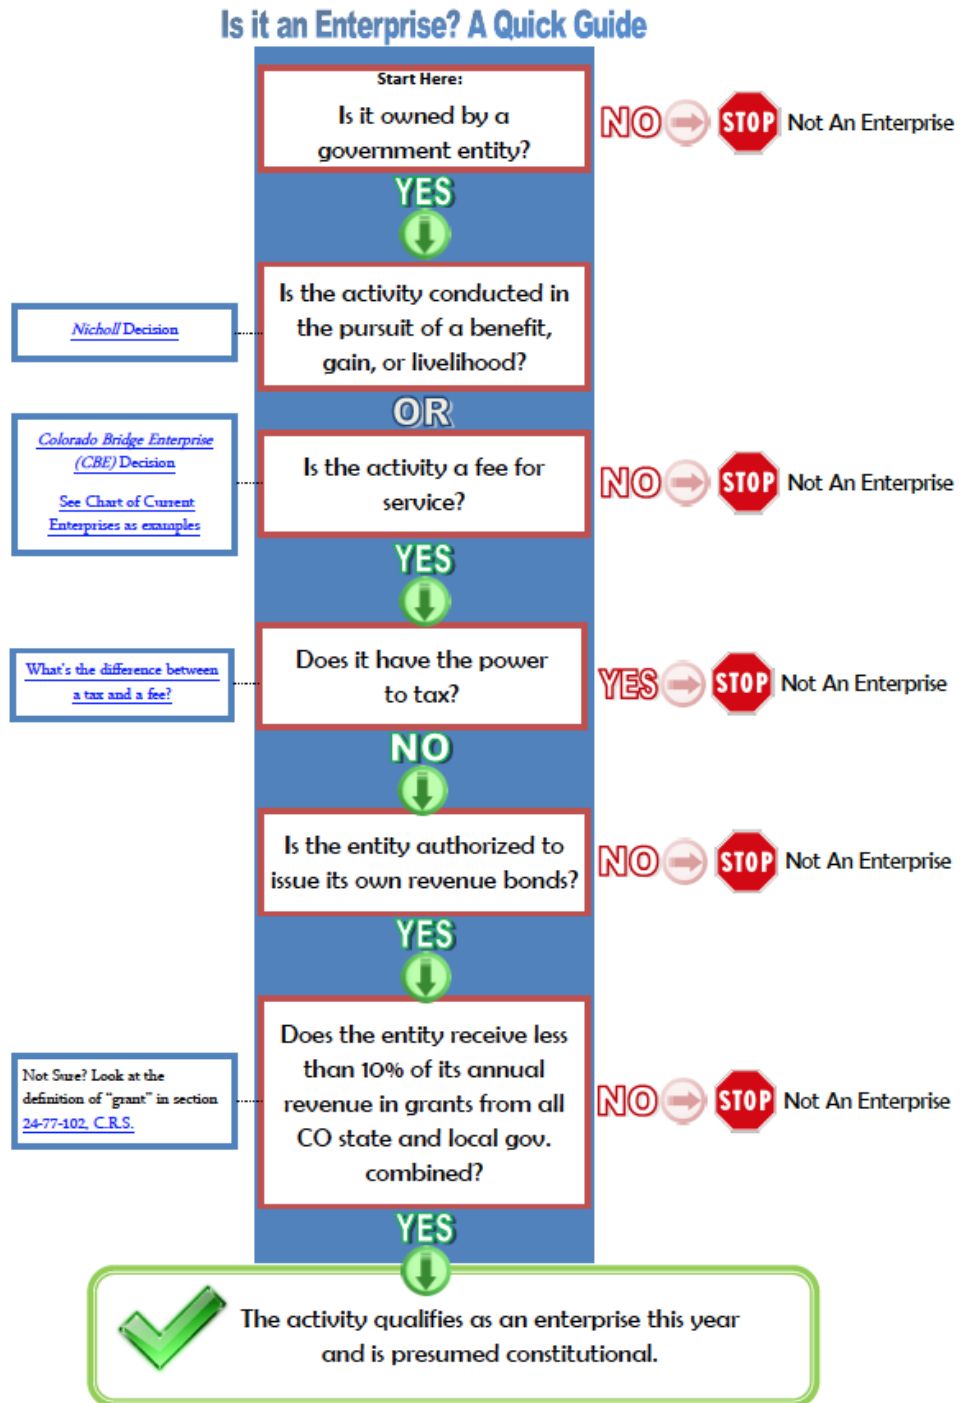 Is it an Enterprise? A Quick Guide
Start Here:
Is it owned by a
government entity?
NO
STOP
Not An Enterprise
YES
Is the activity conducted in
the pursuit of a benefit,
gain, or livelihood?
Nicholl Decision
OR
Colorado Bridge Enterprise
(CBE) Decision
See Chart of Current
Enterprises as examples
Is the activity a fee for
service?
NO
STOP
Not An Enterprise
YES
What's the difference between
a tax and a fee?
Does it have the power
to tax?
YES
STOP
Not An Enterprise
NO
Is the entity authorized to
issue its own revenue bonds?
NO
STOP
Not An Enterprise
YES
Not Sure? Look at the
definition of "grant" in section
24-77-102, C.R.S.
Does the entity receive less
than 10% of its annual
revenue in grants from all
CO state and local gov.
combined?
NO
STOP
Not An Enterprise
YES
The activity qualifies as an enterprise this year
and is presumed constitutional.